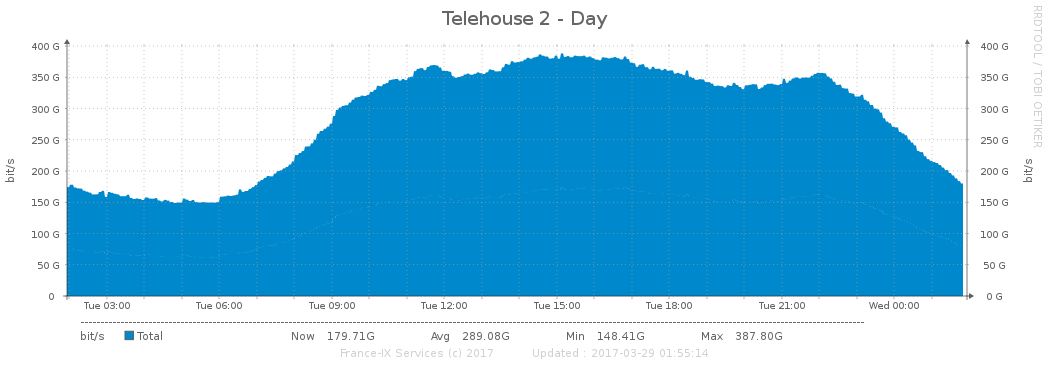 Telehouse 2 - Day
RRDTOOL / TOBI OETIKER
bit/s
400 G
350 G
300 G
250 G
200 G
150 G
100 G
50 G
0
400 G
350 G
300 G
250 G
200 G
150 G
100 G
50 G
0 G
bit/s
Tue 03:00 Tue 06:00 Tue 09:00 Tue 12:00 Tue 15:00 Tue 18:00 Tue 21:00 Wed 00:00
bit/s Total Now 179.71G Avg 289.08G Min 148.41G Max 387.80G
France-IX Services (c) 2017 Updated : 2017-03-29 01:55:14